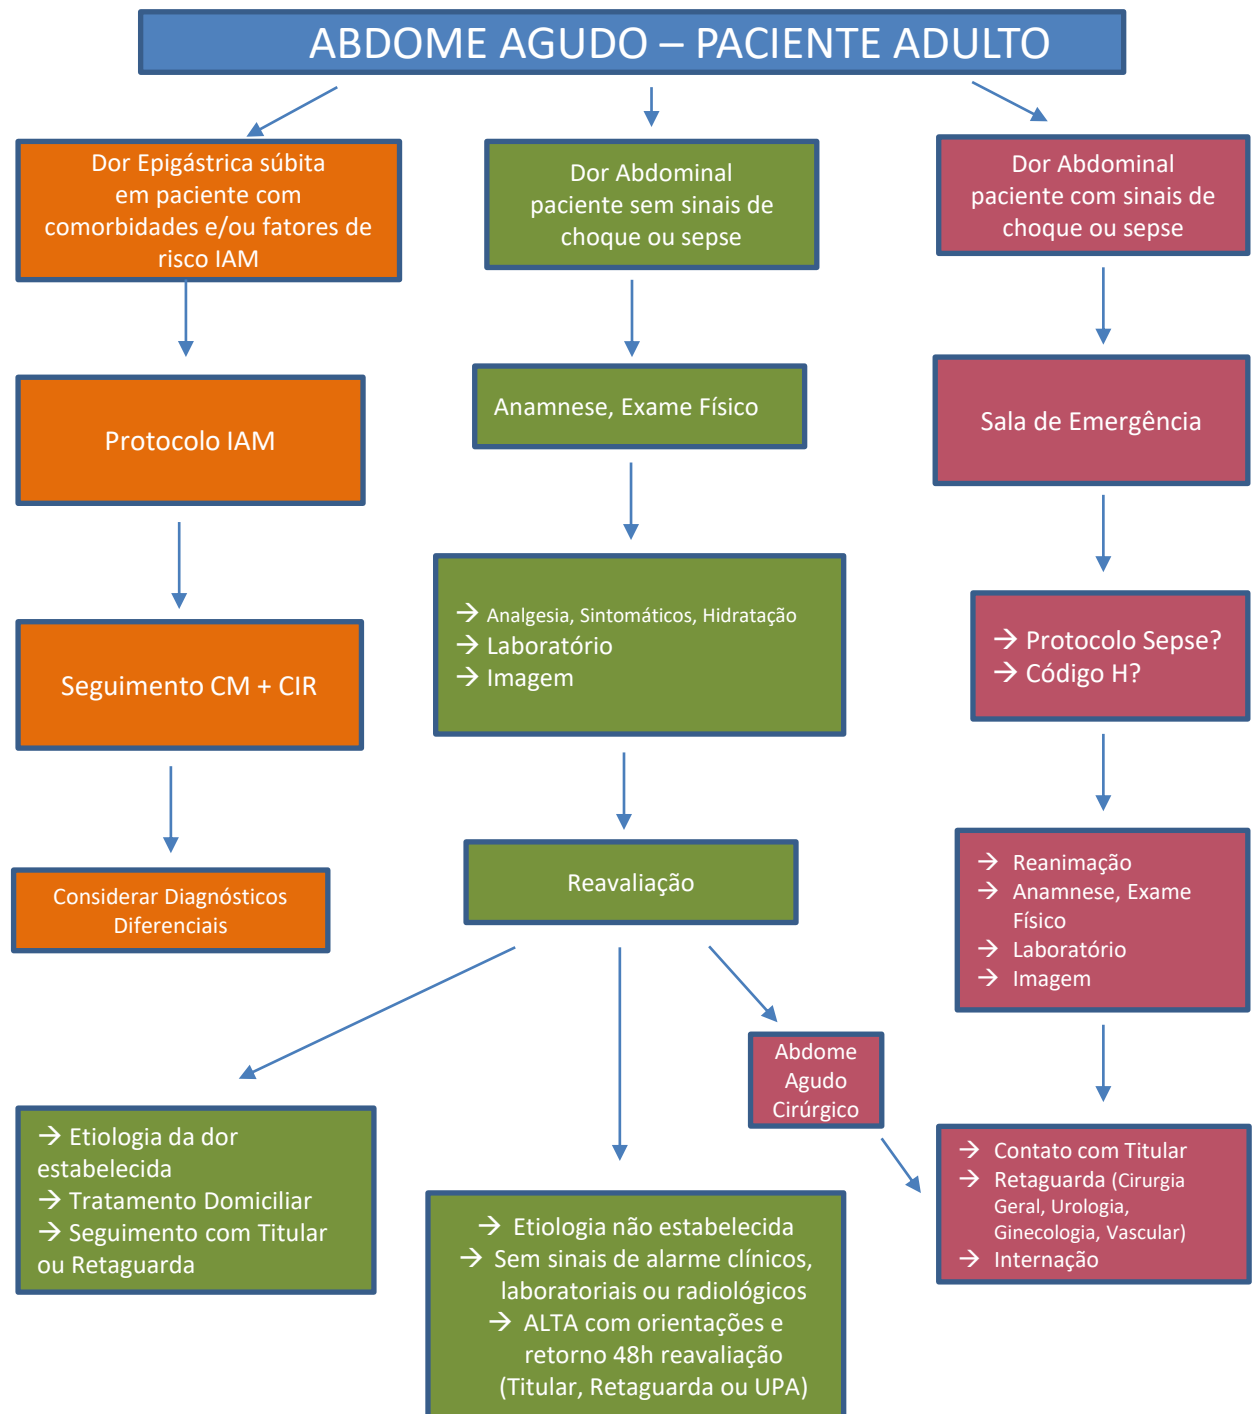 ABDOME AGUDO – PACIENTE ADULTO
Dor Epigástrica súbita
em paciente com
comorbidades e/ou fatores de
risco IAM
Protocolo IAM
Seguimento CM + CIR
Considerar Diagnósticos
Diferenciais
Dor Abdominal
paciente sem sinais de
choque ou sepse
Anamnese, Exame Físico
→ Analgesia, Sintomáticos, Hidratação
→ Laboratório
→ Imagem
Reavaliação
→ Etiologia da dor
estabelecida
→ Tratamento Domiciliar
→ Seguimento com Titular
ou Retaguarda
→ Etiologia não estabelecida
→ Sem sinais de alarme clínicos,
laboratoriais ou radiológicos
→ ALTA com orientações e
retorno 48h reavaliação
(Titular, Retaguarda ou UPA)
Abdome
Agudo
Cirúrgico
Dor Abdominal
paciente com sinais de
choque ou sepse
Sala de Emergência
→ Protocolo Sepse?
→ Código H?
→ Reanimação
→ Anamnese, Exame
Físico
→ Laboratório
→ Imagem
→ Contato com Titular
→ Retaguarda (Cirurgia
Geral, Urologia,
Ginecologia, Vascular)
→ Internação